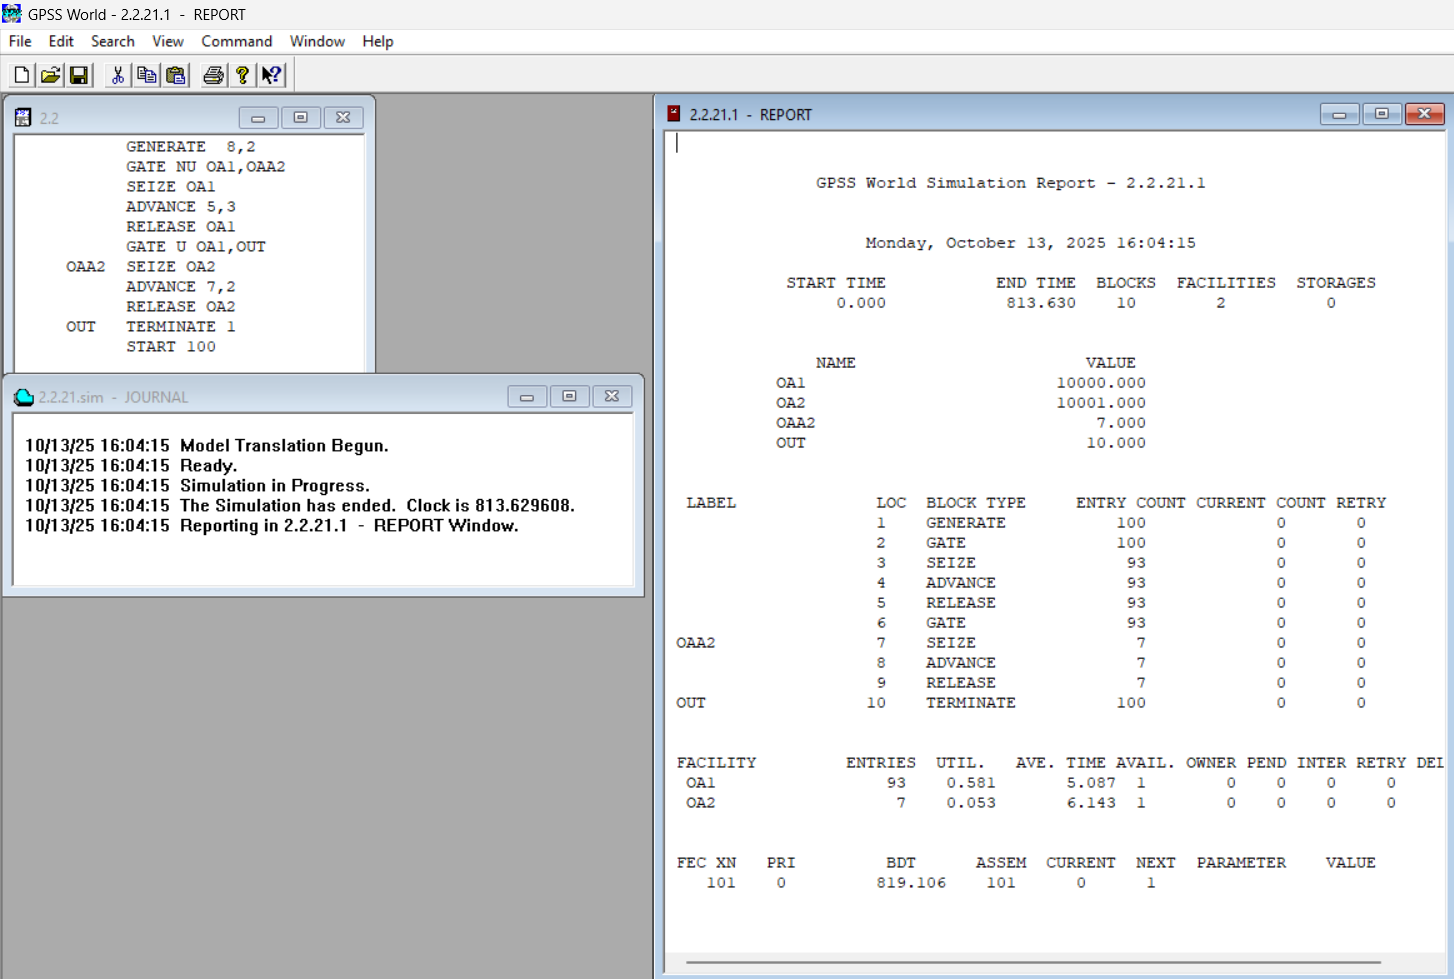 GPSS World - 2.2.21.1 - REPORT
File Edit Search View Command Window Help
2.2
GENERATE 8,2
GATE NU OA1,OAA2
SEIZE OA1
ADVANCE 5,3
RELEASE OA1
GATE U OA1,OUT
OAA2 SEIZE OA2
ADVANCE 7,2
RELEASE OA2
OUT TERMINATE 1
START 100
2.2.21.sim - JOURNAL
10/13/25 16:04:15 Model Translation Begun.
10/13/25 16:04:15 Ready.
10/13/25 16:04:15 Simulation in Progress.
10/13/25 16:04:15 The Simulation has ended. Clock is 813.629608.
10/13/25 16:04:15 Reporting in 2.2.21.1 - REPORT Window.
2.2.21.1 - REPORT
GPSS World Simulation Report - 2.2.21.1
Monday, October 13, 2025 16:04:15
START TIME END TIME BLOCKS FACILITIES STORAGES
0.000 813.630 10 2 0
NAME VALUE
OA1 10000.000
OA2 10001.000
OAA2 7.000
OUT 10.000
LABEL LOC BLOCK TYPE ENTRY COUNT CURRENT COUNT RETRY
1 GENERATE 100 0 0
2 GATE 100 0 0
3 SEIZE 93 0 0
4 ADVANCE 93 0 0
5 RELEASE 93 0 0
6 GATE 93 0 0
OAA2 7 SEIZE 7 0 0
8 ADVANCE 7 0 0
9 RELEASE 7 0 0
OUT 10 TERMINATE 100 0 0
FACILITY ENTRIES UTIL. AVE. TIME AVAIL. OWNER PEND INTER RETRY DEL
OA1 93 0.581 5.087 1 0 0 0 0
OA2 7 0.053 6.143 1 0 0 0 0
FEC XN PRI BDT ASSEM CURRENT NEXT PARAMETER VALUE
101 0 819.106 101 0 1